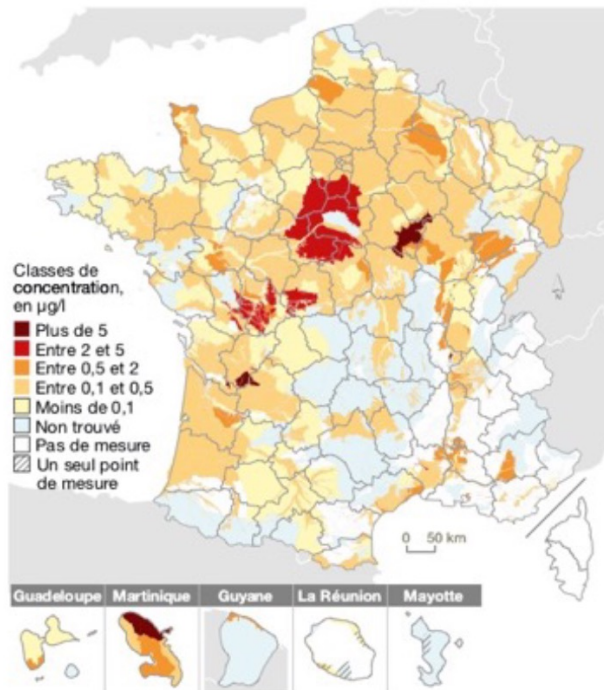 Classes de
concentration,
en µg/l
Plus de 5
Entre 2 et 5
Entre 0,5 et 2
Entre 0,1 et 0,5
Moins de 0,1
Non trouvé
Pas de mesure
Un seul point
de mesure
N
0 50 km
Guadeloupe Martinique Guyane La Réunion Mayotte